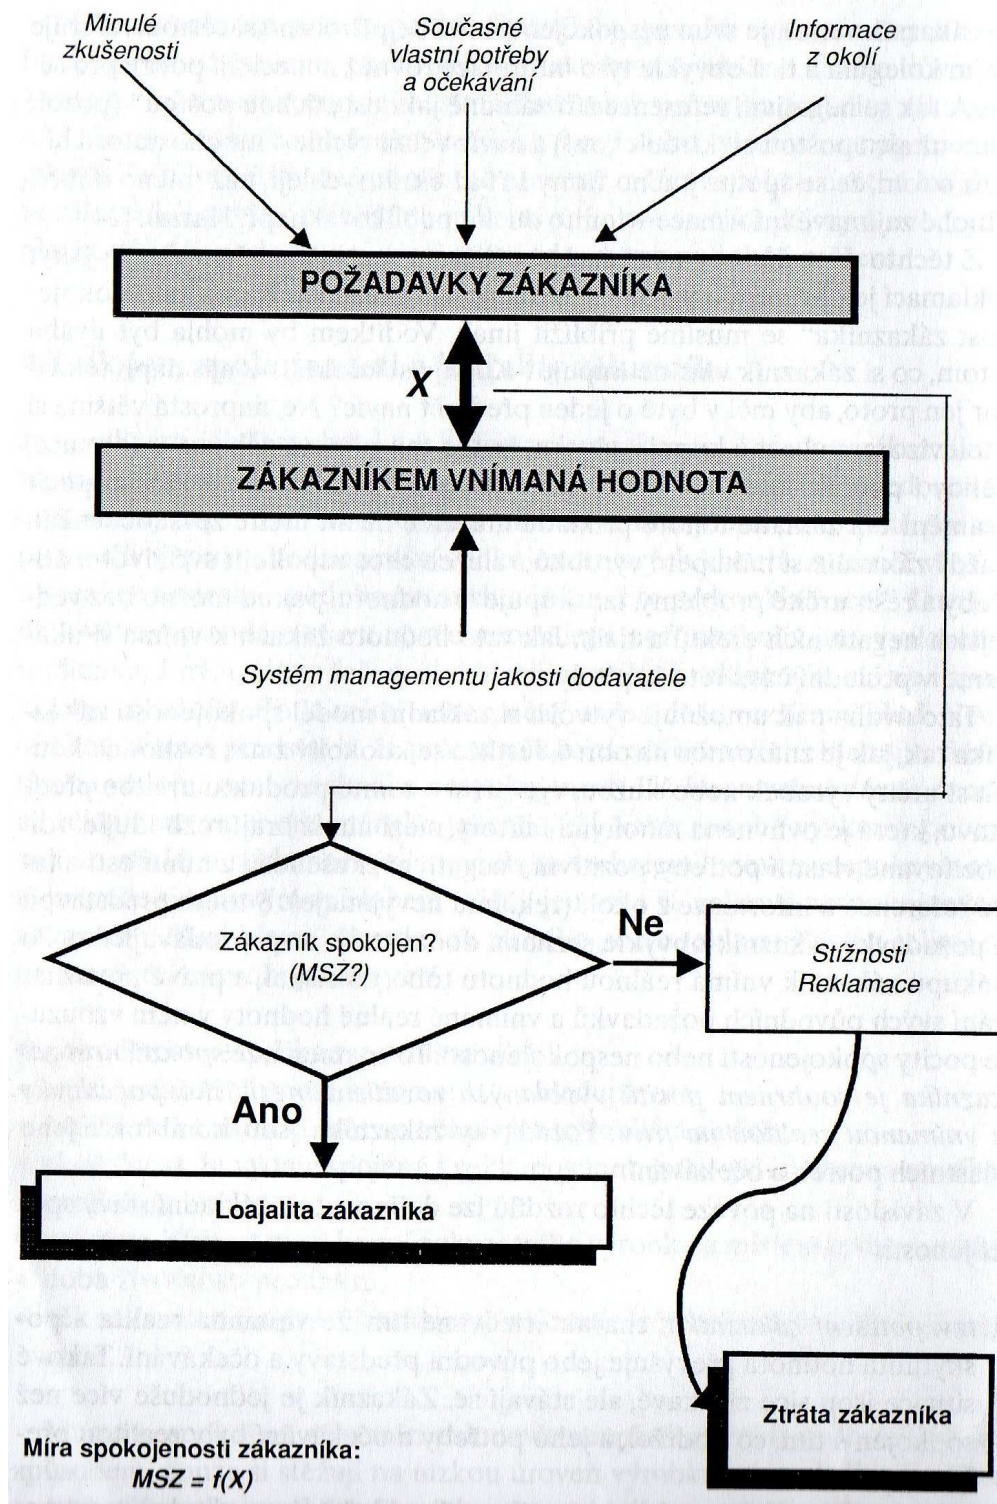 Minulé
zkušenosti
Současné
vlastní potřeby
a očekávání
Informace
z okolí
POŽADAVKY ZÁKAZNÍKA
X
ZÁKAZNÍKEM VNÍMANÁ HODNOTA
Systém managementu jakosti dodavatele
Zákazník spokojen?
(MSZ?)
Ne
Stížnosti
Reklamace
Ano
Loajalita zákazníka
Ztráta zákazníka
Míra spokojenosti zákazníka:
MSZ = f(X)